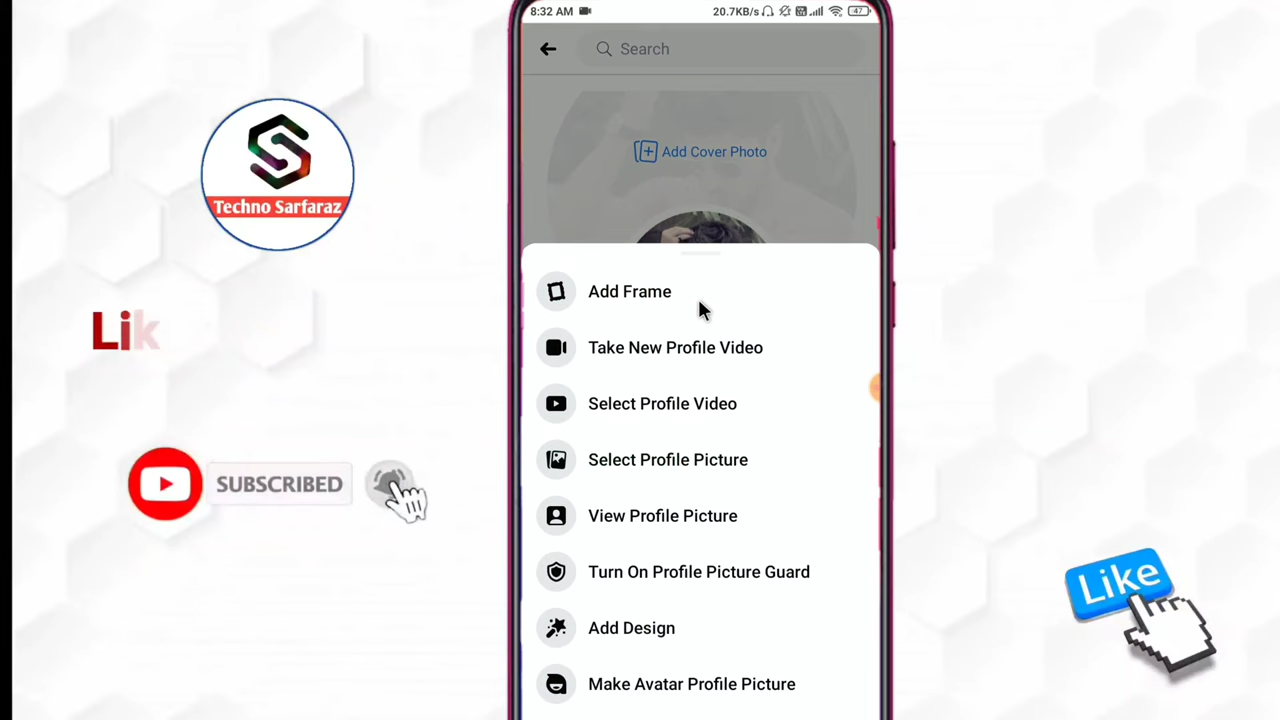 8:32 AM
20.7KB/s
47
Search
Add Cover Photo
Techno Sarfaraz
Add Frame
Lik
Take New Profile Video
Select Profile Video
Select Profile Picture
SUBSCRIBED
View Profile Picture
Turn On Profile Picture Guard
Like
Add Design
Make Avatar Profile Picture